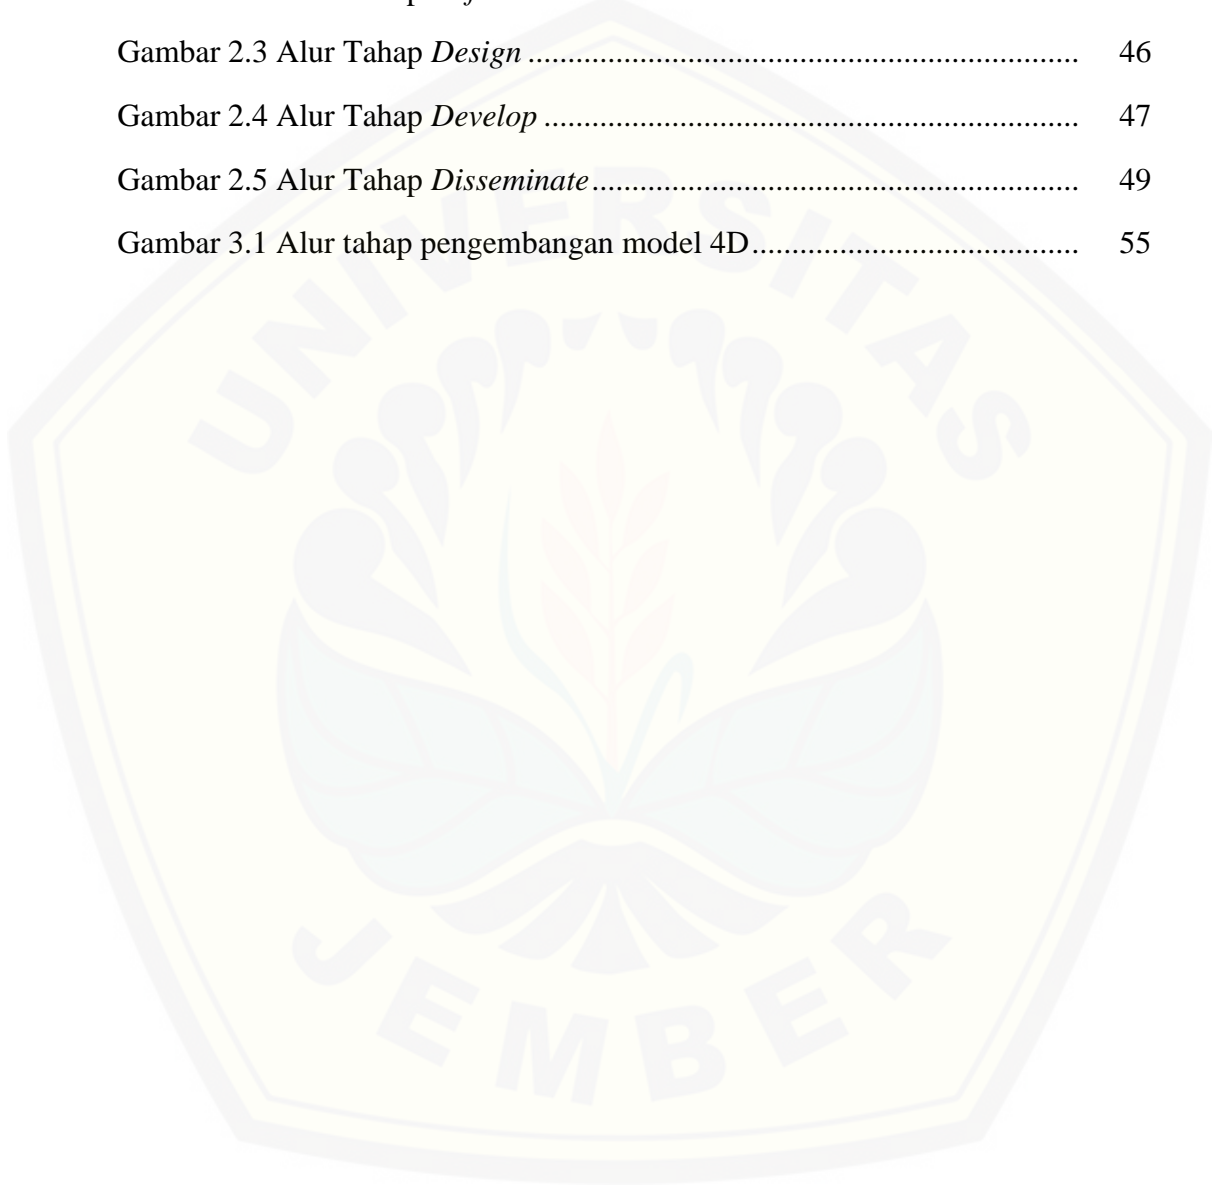 Gambar 2.3 Alur Tahap Design ..................................................................... 46
Gambar 2.4 Alur Tahap Develop ................................................................... 47
Gambar 2.5 Alur Tahap Disseminate ............................................................. 49
Gambar 3.1 Alur tahap pengembangan model 4D ......................................... 55
UNIVERSITAS
JEMBER